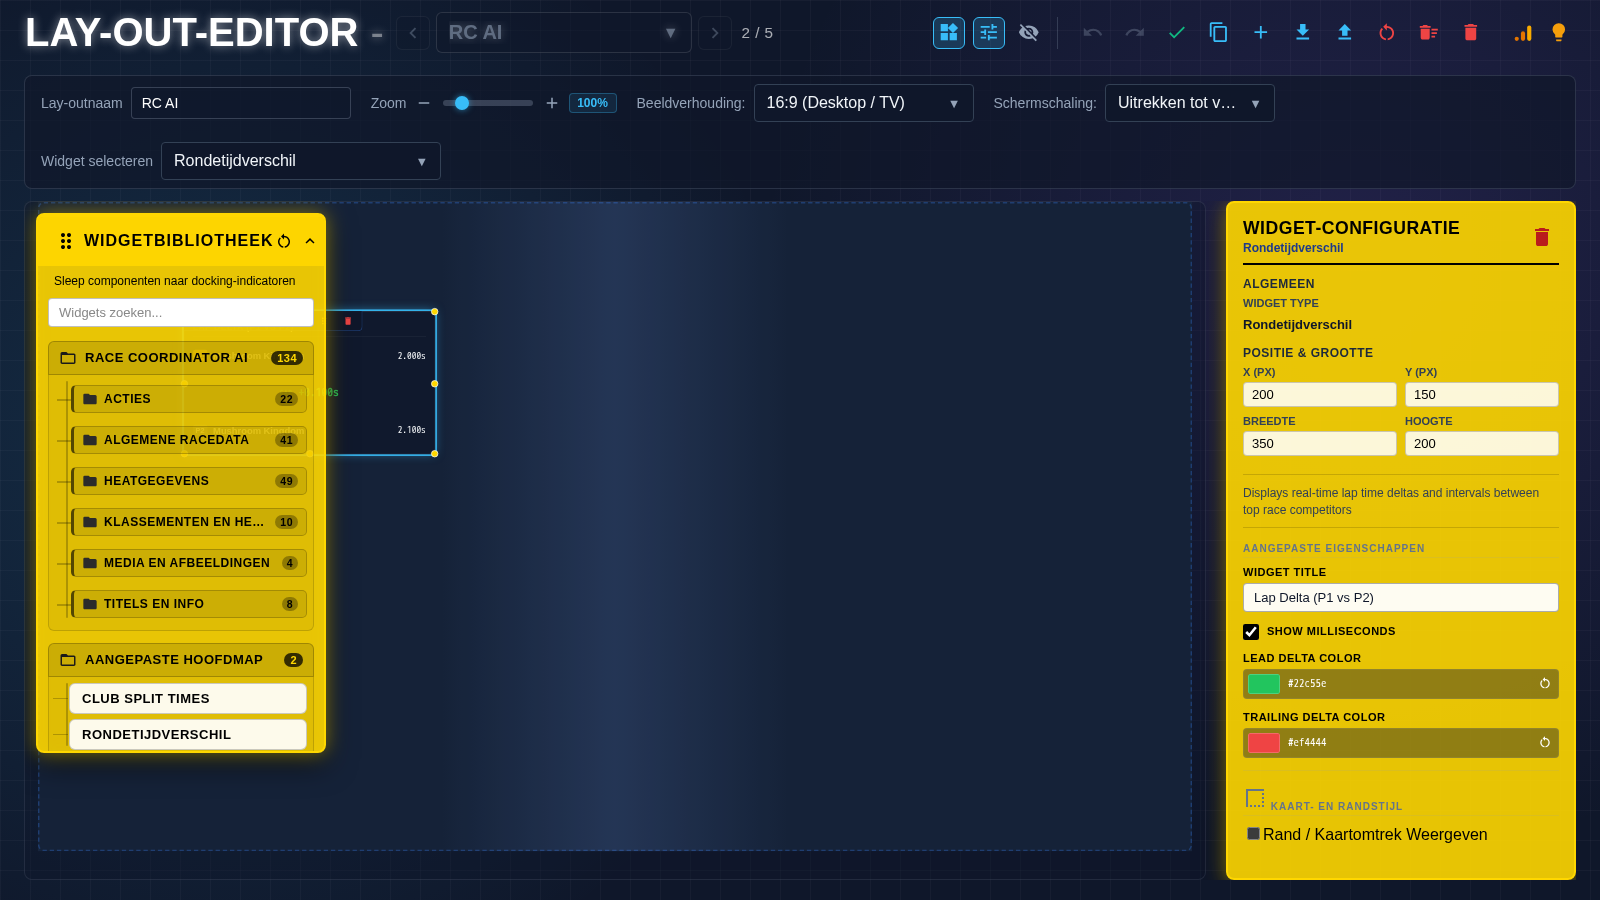 LAY-OUT-EDITOR -
RC AI
2 / 5
Lay-outnaam
RC AI
Zoom
100%
Beeldverhouding:
16:9 (Desktop / TV)
Schermschaling:
Uitrekken tot v…
Widget selecteren
Rondetijdverschil
WIDGETBIBLIOTHEEK
Sleep componenten naar docking-indicatoren
Widgets zoeken...
RACE COORDINATOR AI 134
ACTIES 22
ALGEMENE RACEDATA 41
HEATGEGEVENS 49
KLASSEMENTEN EN HE… 10
MEDIA EN AFBEELDINGEN 4
TITELS EN INFO 8
AANGEPASTE HOOFDMAP 2
CLUB SPLIT TIMES
RONDETIJDVERSCHIL
2.000s
Mushroom Kingdom
2.100s
WIDGET-CONFIGURATIE
Rondetijdverschil
ALGEMEEN
WIDGET TYPE
Rondetijdverschil
POSITIE & GROOTTE
X (PX) Y (PX)
200 150
BREEDTE HOOGTE
350 200
Displays real-time lap time deltas and intervals between
top race competitors
AANGEPASTE EIGENSCHAPPEN
WIDGET TITLE
Lap Delta (P1 vs P2)
SHOW MILLISECONDS
LEAD DELTA COLOR
#22c55e
TRAILING DELTA COLOR
#ef4444
KAART- EN RANDSTIJL
Rand / Kaartomtrek Weergeven